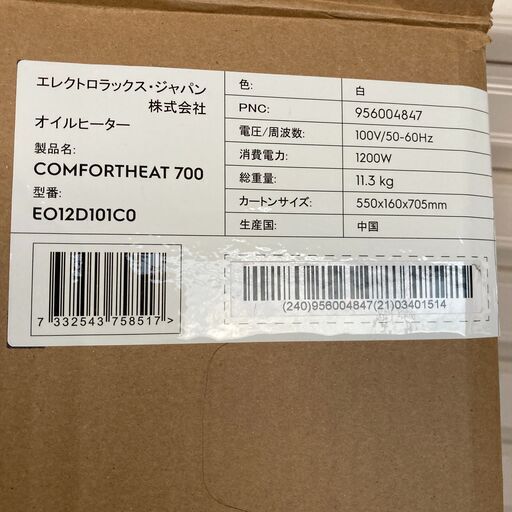 エレクトロラックス・ジャパン
株式会社
オイルヒーター
製品名:
COMFORTHEAT 700
型番:
EO12D101C0
色: 白
PNC: 956004847
電圧/周波数: 100V/50-60Hz
消費電力: 1200W
総重量: 11.3 kg
カートンサイズ: 550x160x705mm
生産国: 中国
7 332543 758517>
(240)956004847(21)03401514